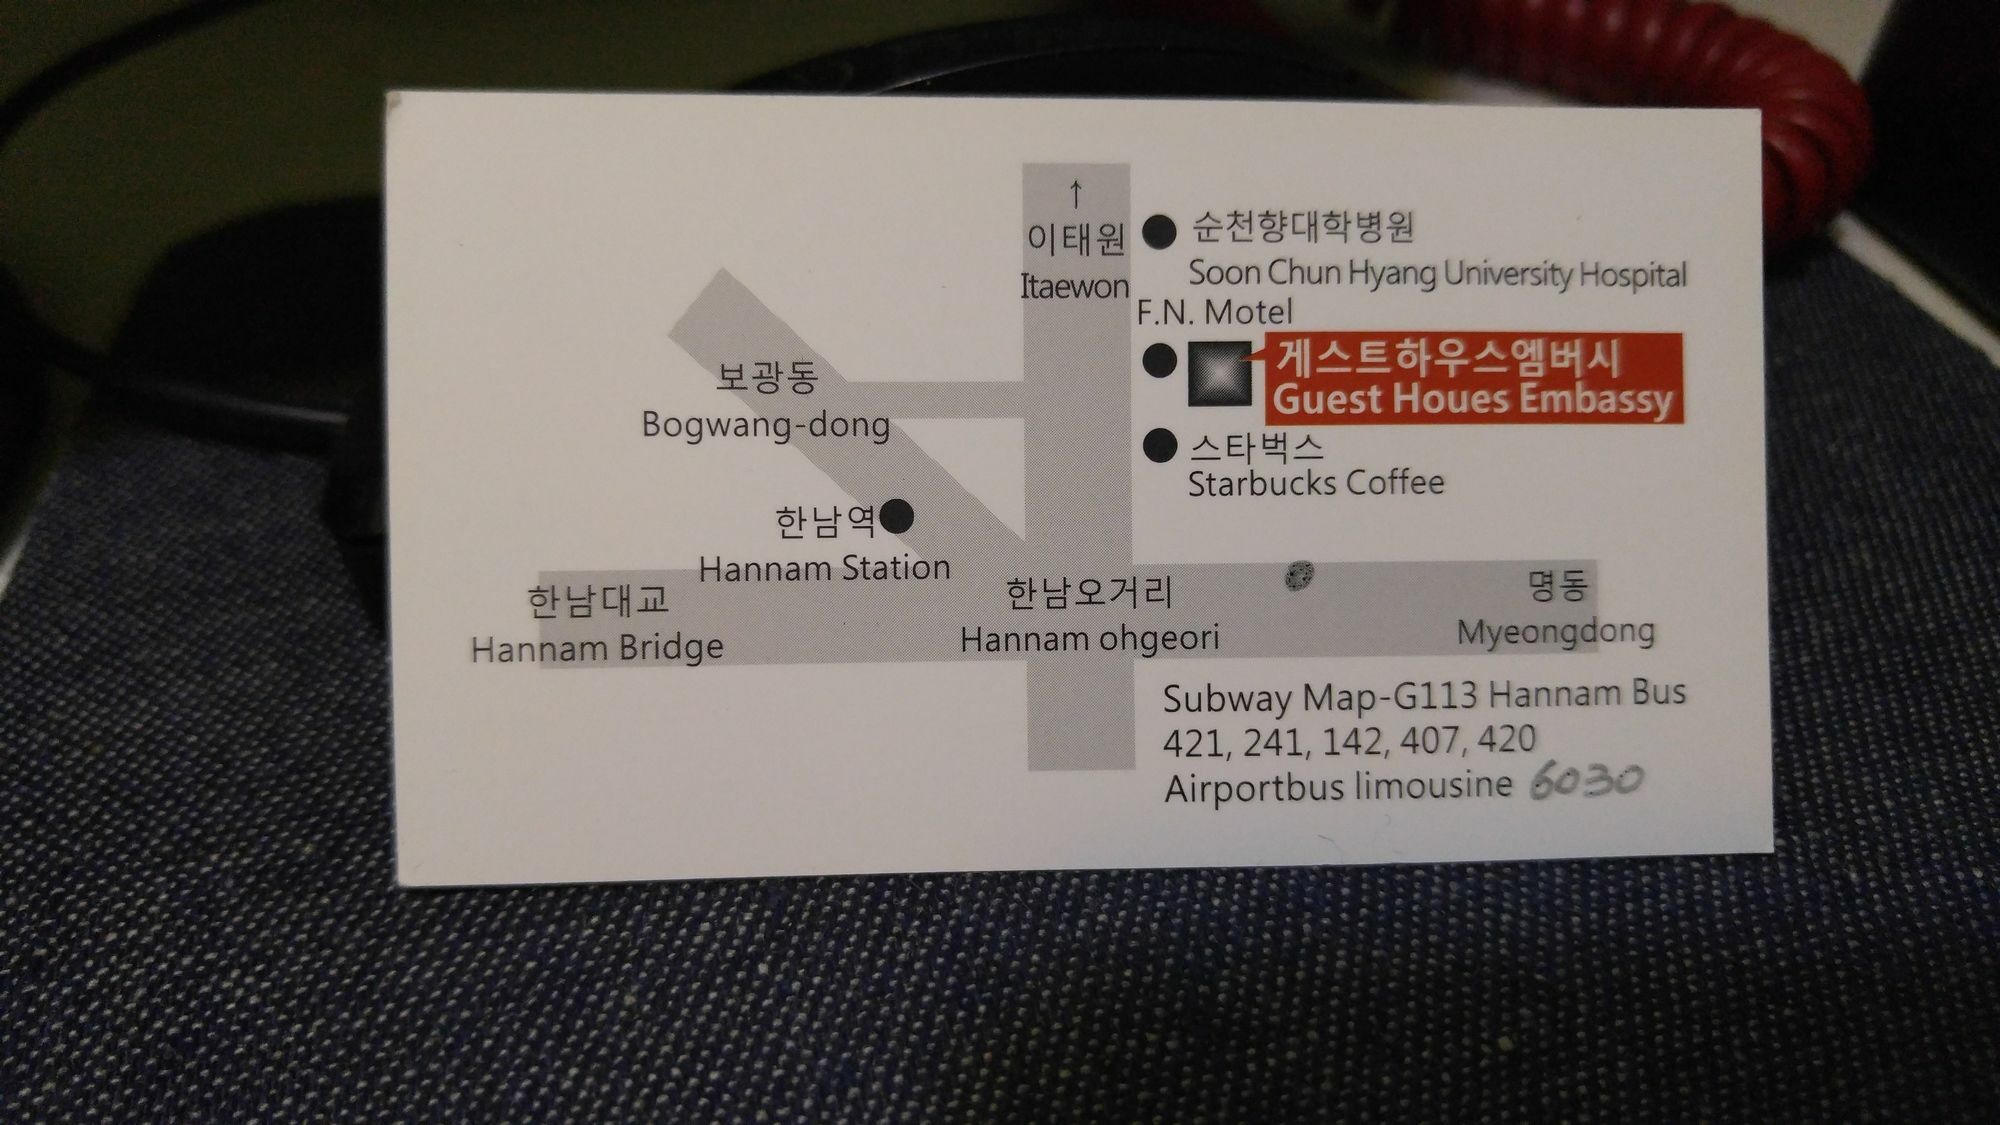 ↑
이태원
Itaewon
순천향대학병원
Soon Chun Hyang University Hospital
F.N. Motel
게스트하우스엠버시
Guest Houes Embassy
스타벅스
Starbucks Coffee
보광동
Bogwang-dong
한남역
Hannam Station
한남대교
Hannam Bridge
한남오거리
Hannam ohgeori
명동
Myeongdong
Subway Map-G113 Hannam Bus
421, 241, 142, 407, 420
Airportbus limousine 6030